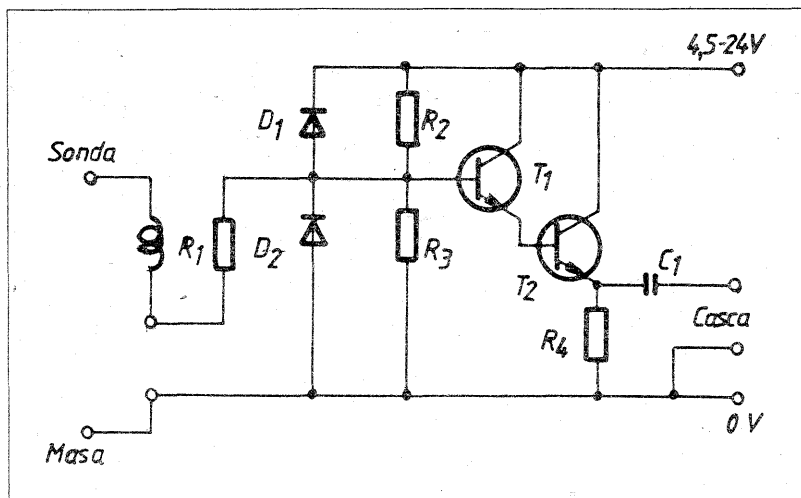 4,5-24V
D1
R2
Sonda
T1
R1
D2
R3
T2
C1
Casca
R4
0 V
Masa